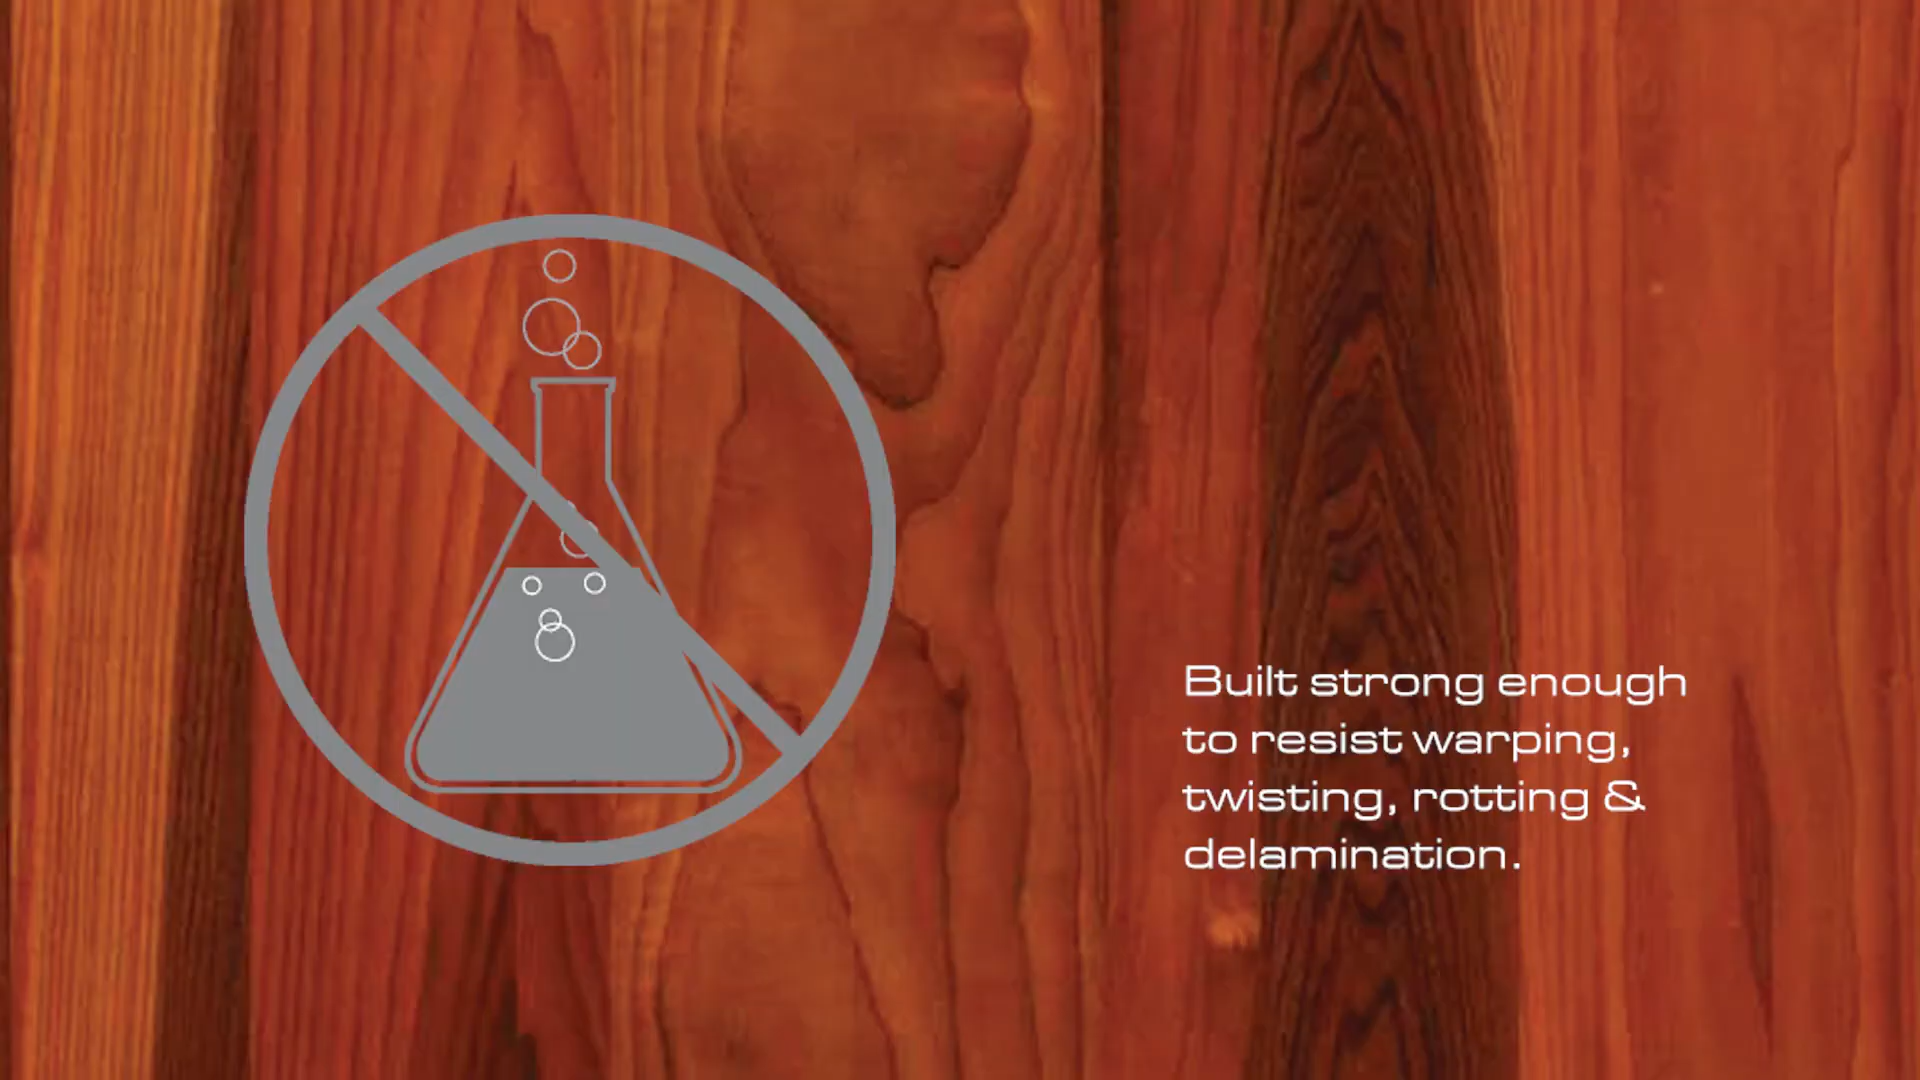 Built strong enough
to resist warping,
twisting, rotting &
delamination.